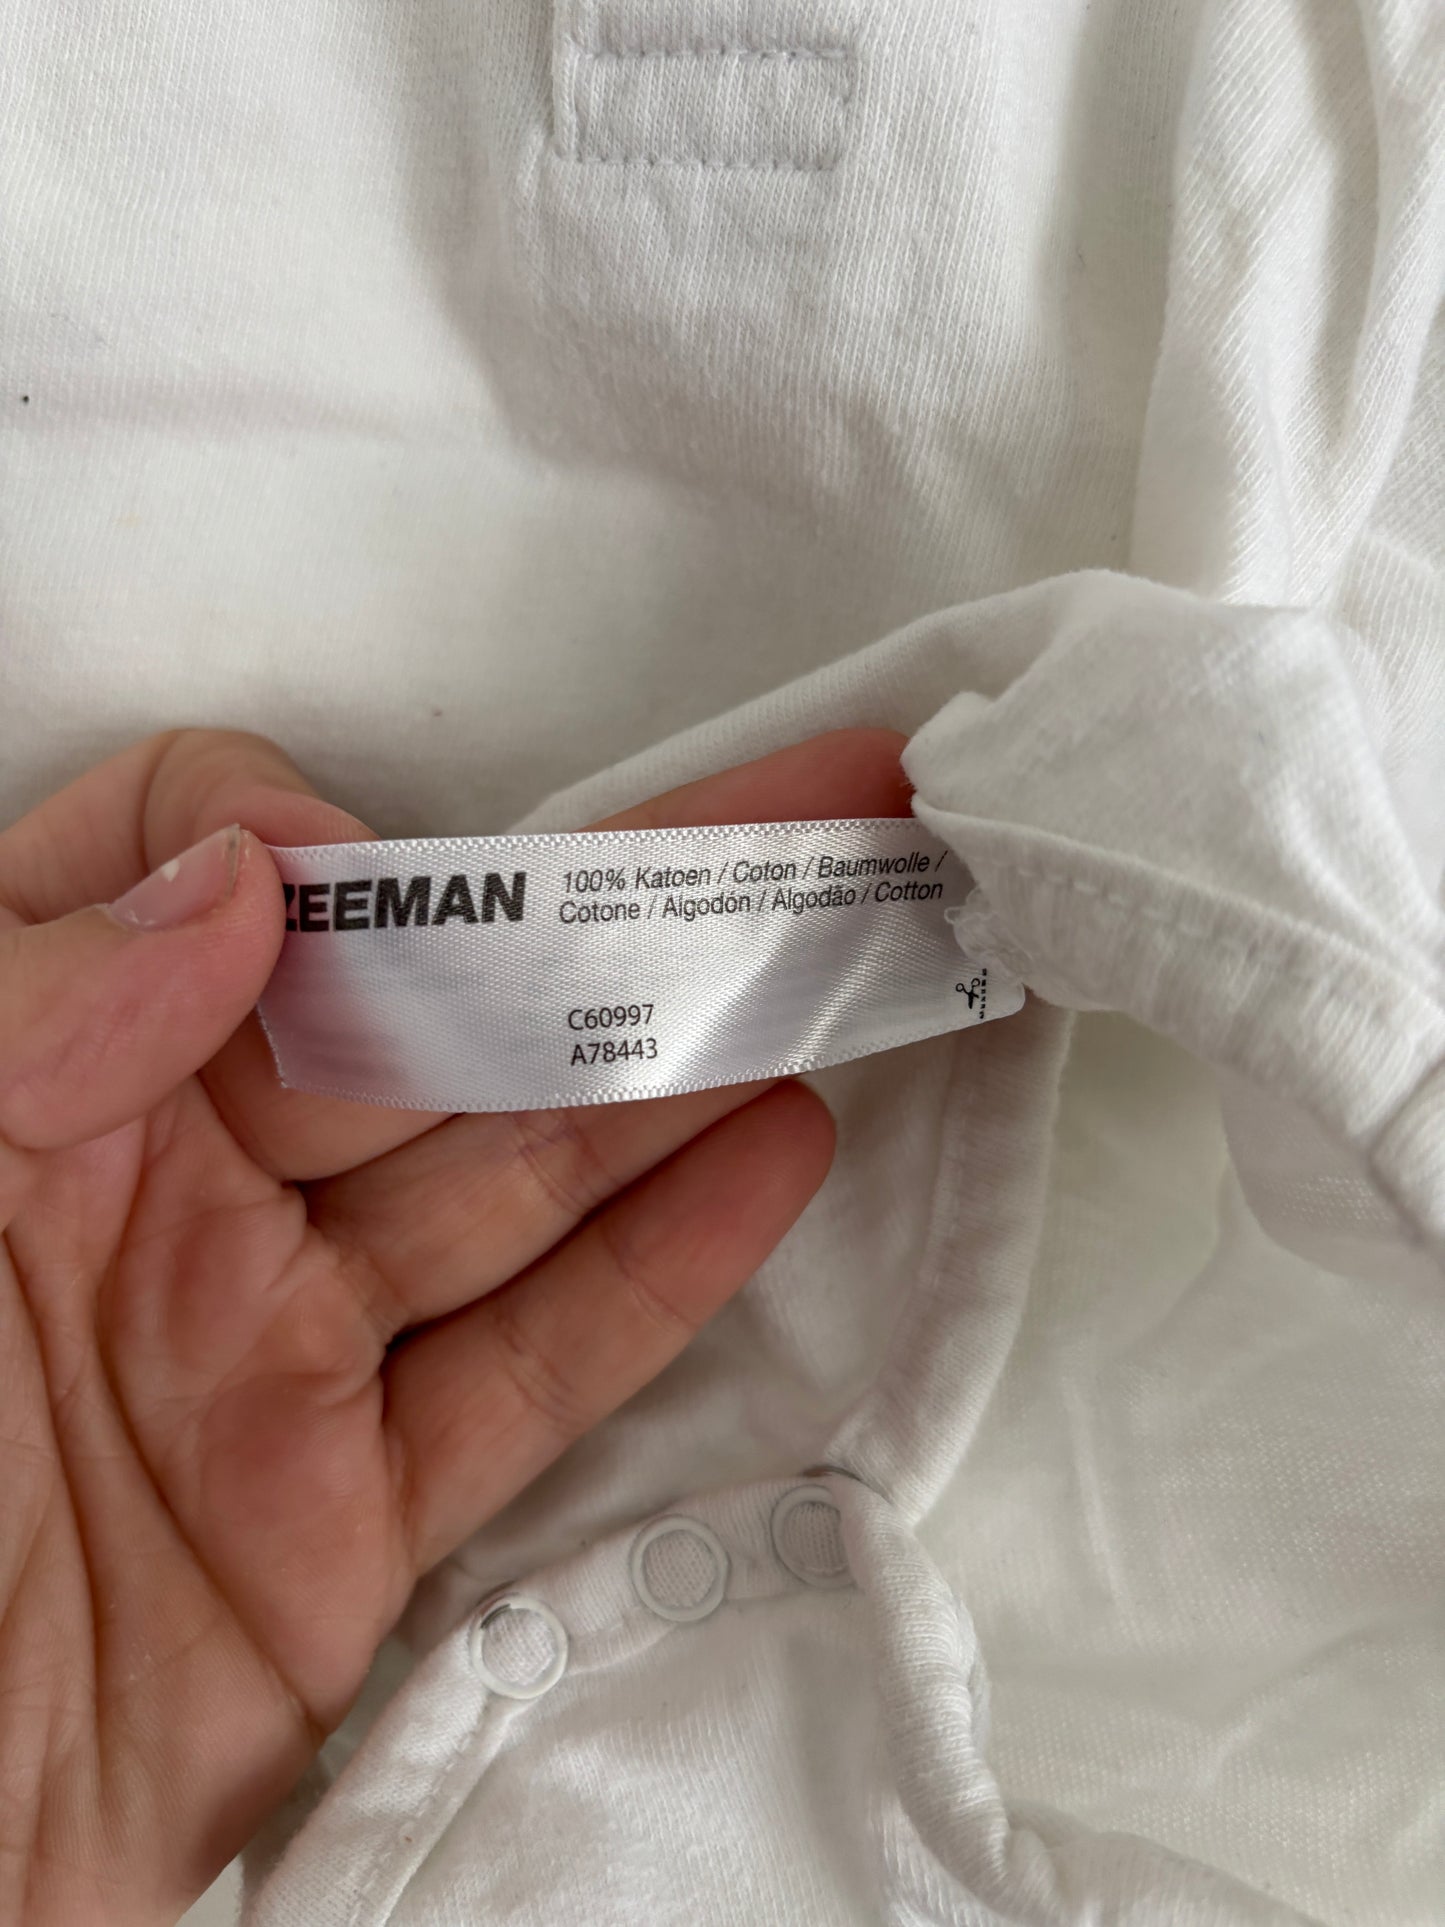 ZEEMAN
100% Katoen / Coton / Baumwolle /
Cotone / Algodón / Algodão / Cotton
C60997
A78443